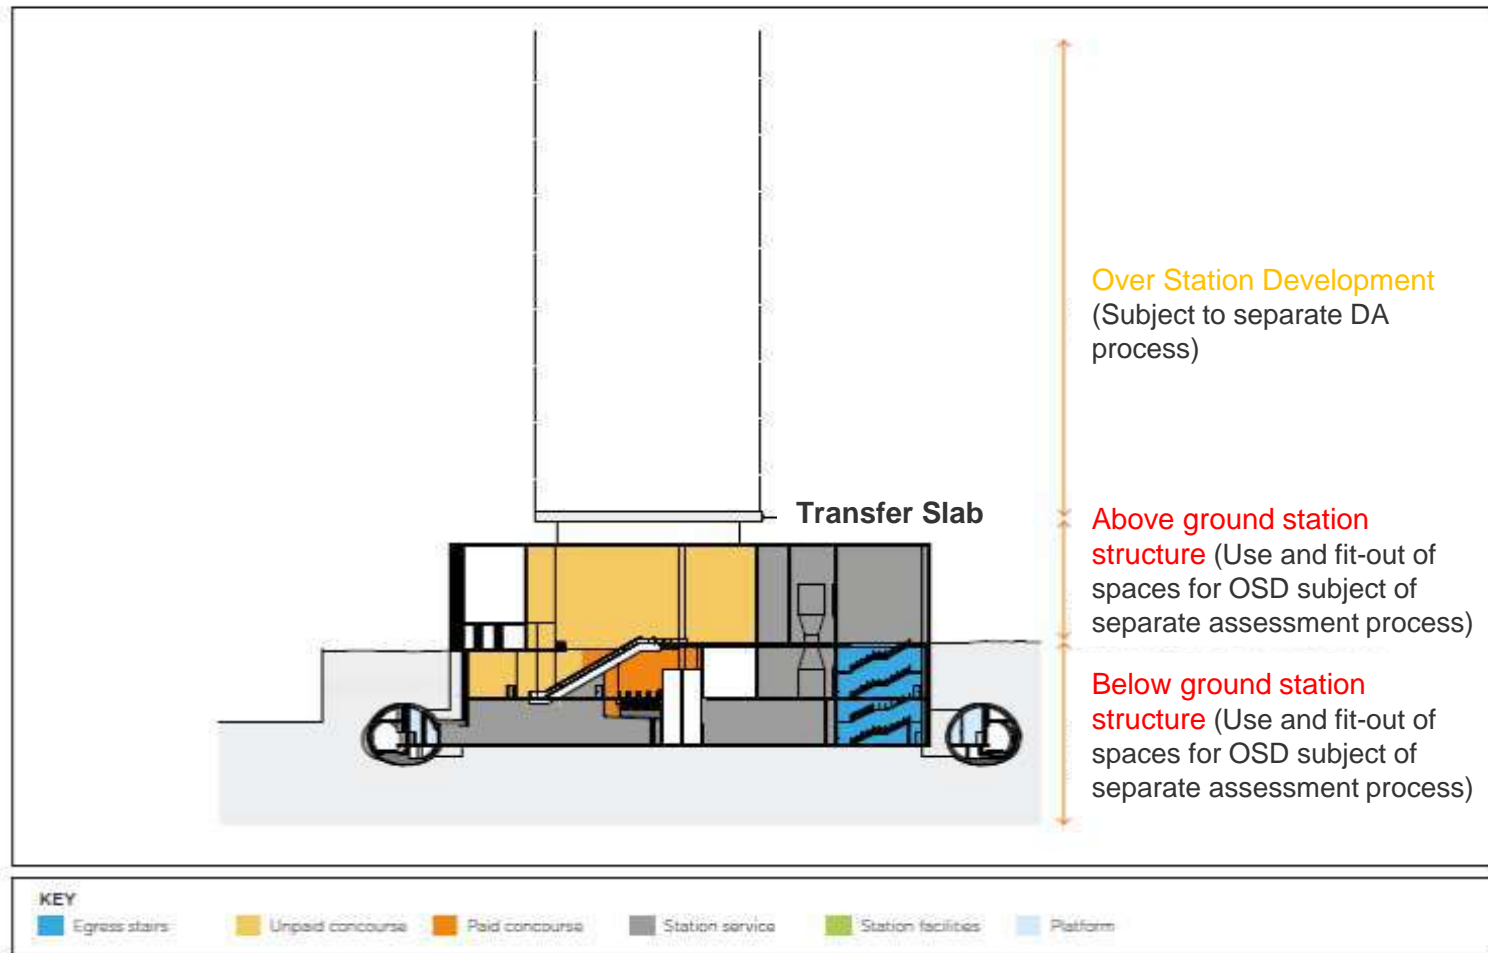 Over Station Development
(Subject to separate DA
process)
Transfer Slab
Above ground station
structure (Use and fit-out of
spaces for OSD subject of
separate assessment process)
Below ground station
structure (Use and fit-out of
spaces for OSD subject of
separate assessment process)
KEY
Egress stairs
Unpaid concourse
Paid concourse
Station service
Station facilities
Platform